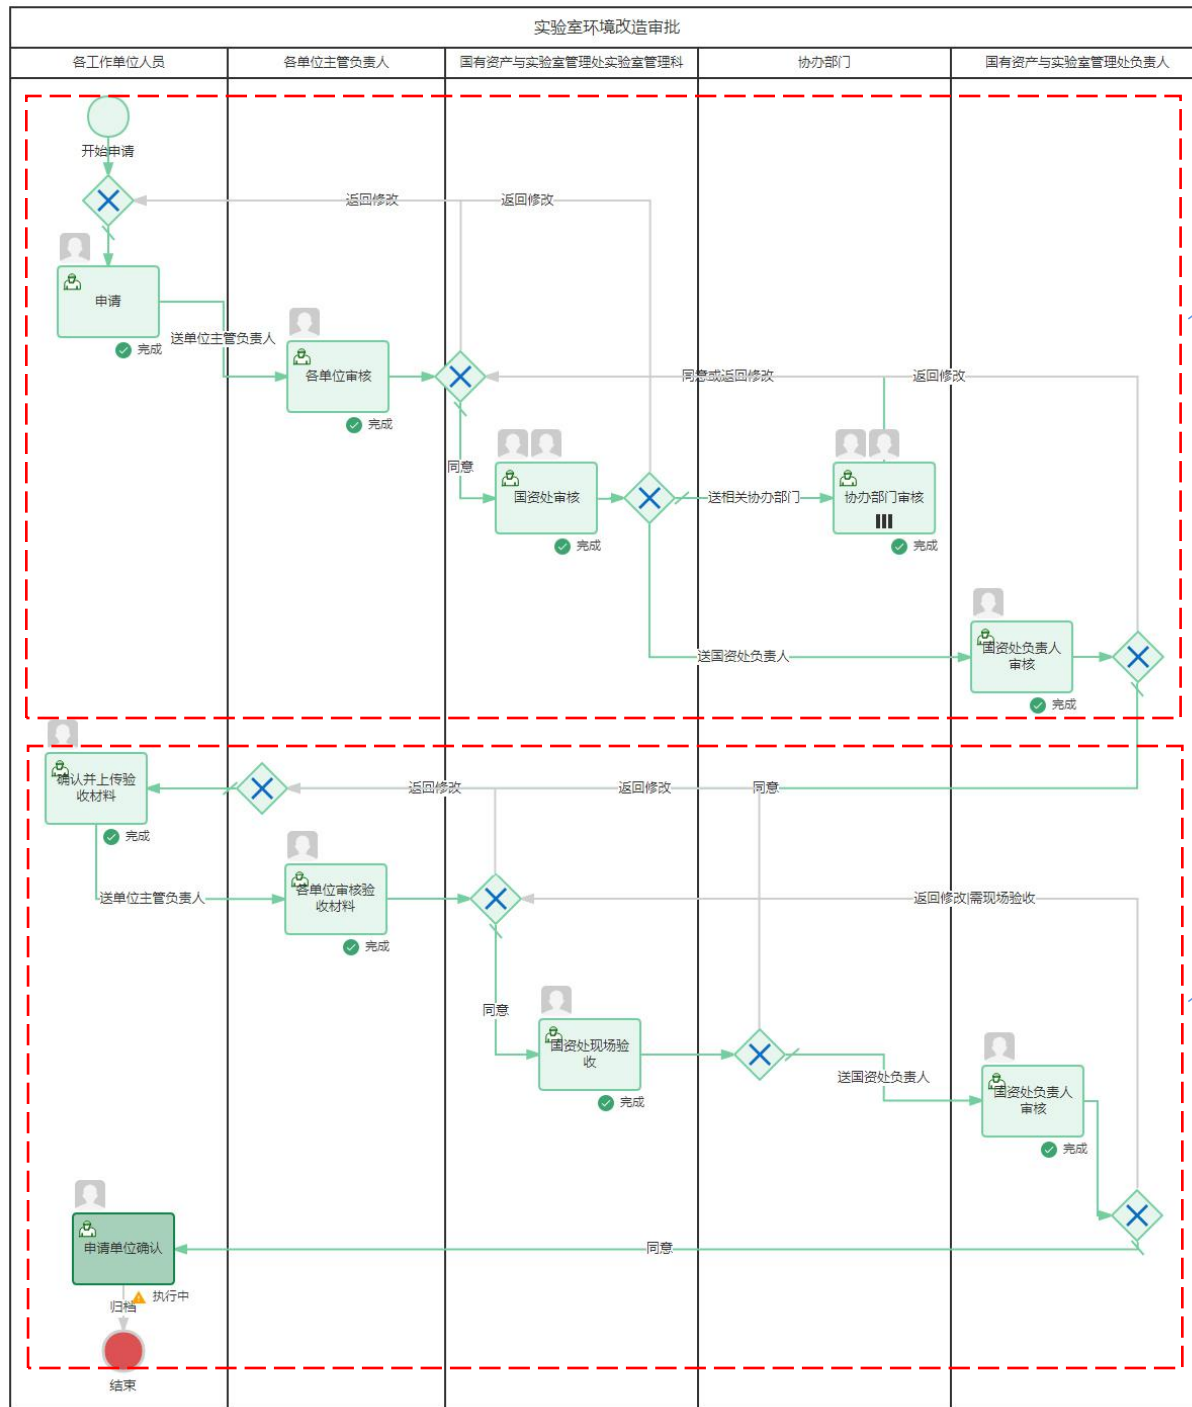 实验室环境改造审批
各工作单位人员
各单位主管负责人
国有资产与实验室管理处实验室管理科
协办部门
国有资产与实验室管理处负责人
开始申请
返回修改
返回修改
申请
完成
送单位主管负责人
各单位审核
完成
同意或返回修改
返回修改
同意
国资处审核
完成
送相关协办部门
协办部门审核
完成
送国资处负责人
国资处负责人
审核
完成
确认并上传验
收材料
完成
返回修改
返回修改
同意
送单位主管负责人
各单位审核验
收材料
完成
返回修改|需现场验收
同意
国资处现场验
收
完成
送国资处负责人
国资处负责人
审核
完成
申请单位确认
执行中
同意
归档
结束